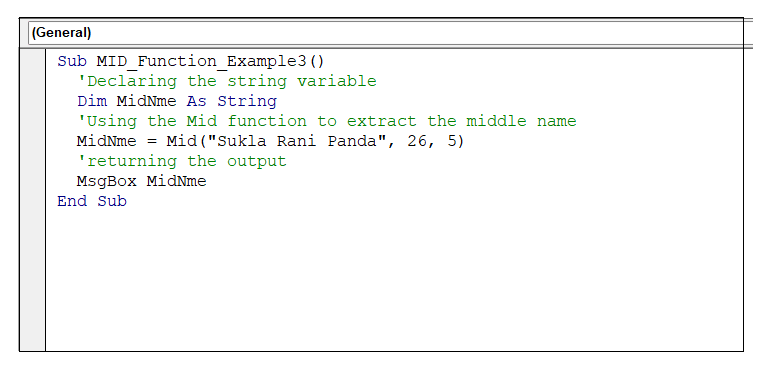 (General)
Sub MID_Function_Example3()
'Declaring the string variable
Dim MidNme As String
'Using the Mid function to extract the middle name
MidNme = Mid("Sukla Rani Panda", 26, 5)
'returning the output
MsgBox MidNme
End Sub